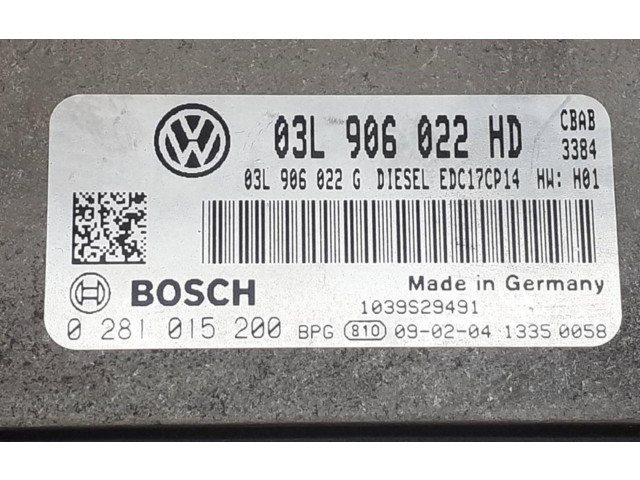 03L 906 022 HD CBAB
3384
03L 906 022 G DIESEL EDC17CP14 HW: H01
BOSCH Made in Germany
1039S29491
0 281 015 200 BPG 810 09-02-04 1335 0058